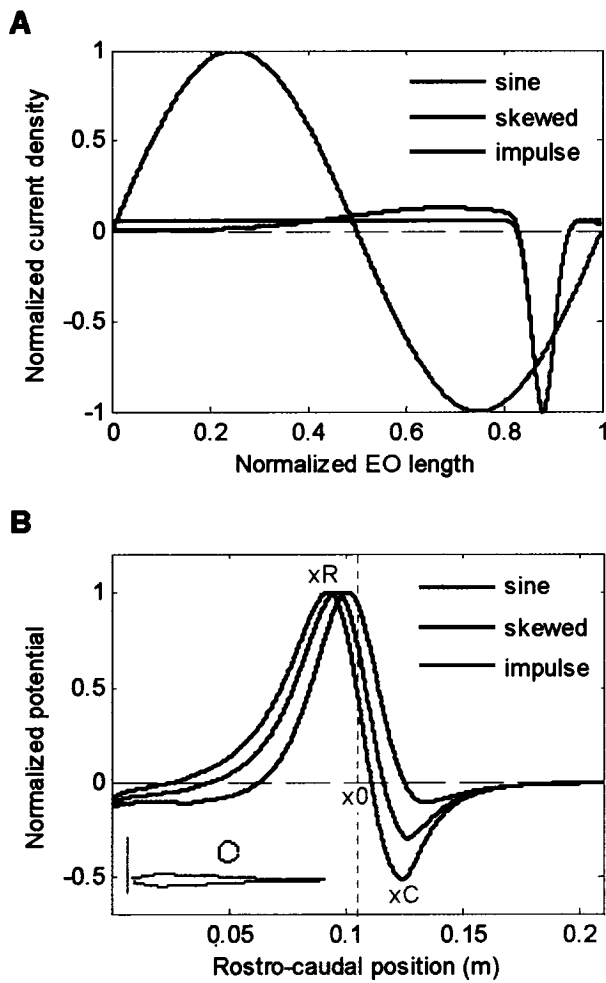 A
Normalized current density
1
0.5
0
-0.5
-1
sine
skewed
impulse
0 0.2 0.4 0.6 0.8 1
Normalized EO length
B
Normalized potential
1
0.5
0
-0.5
xR
sine
skewed
impulse
x0
xC
0.05 0.1 0.15 0.2
Rostro-caudal position (m)